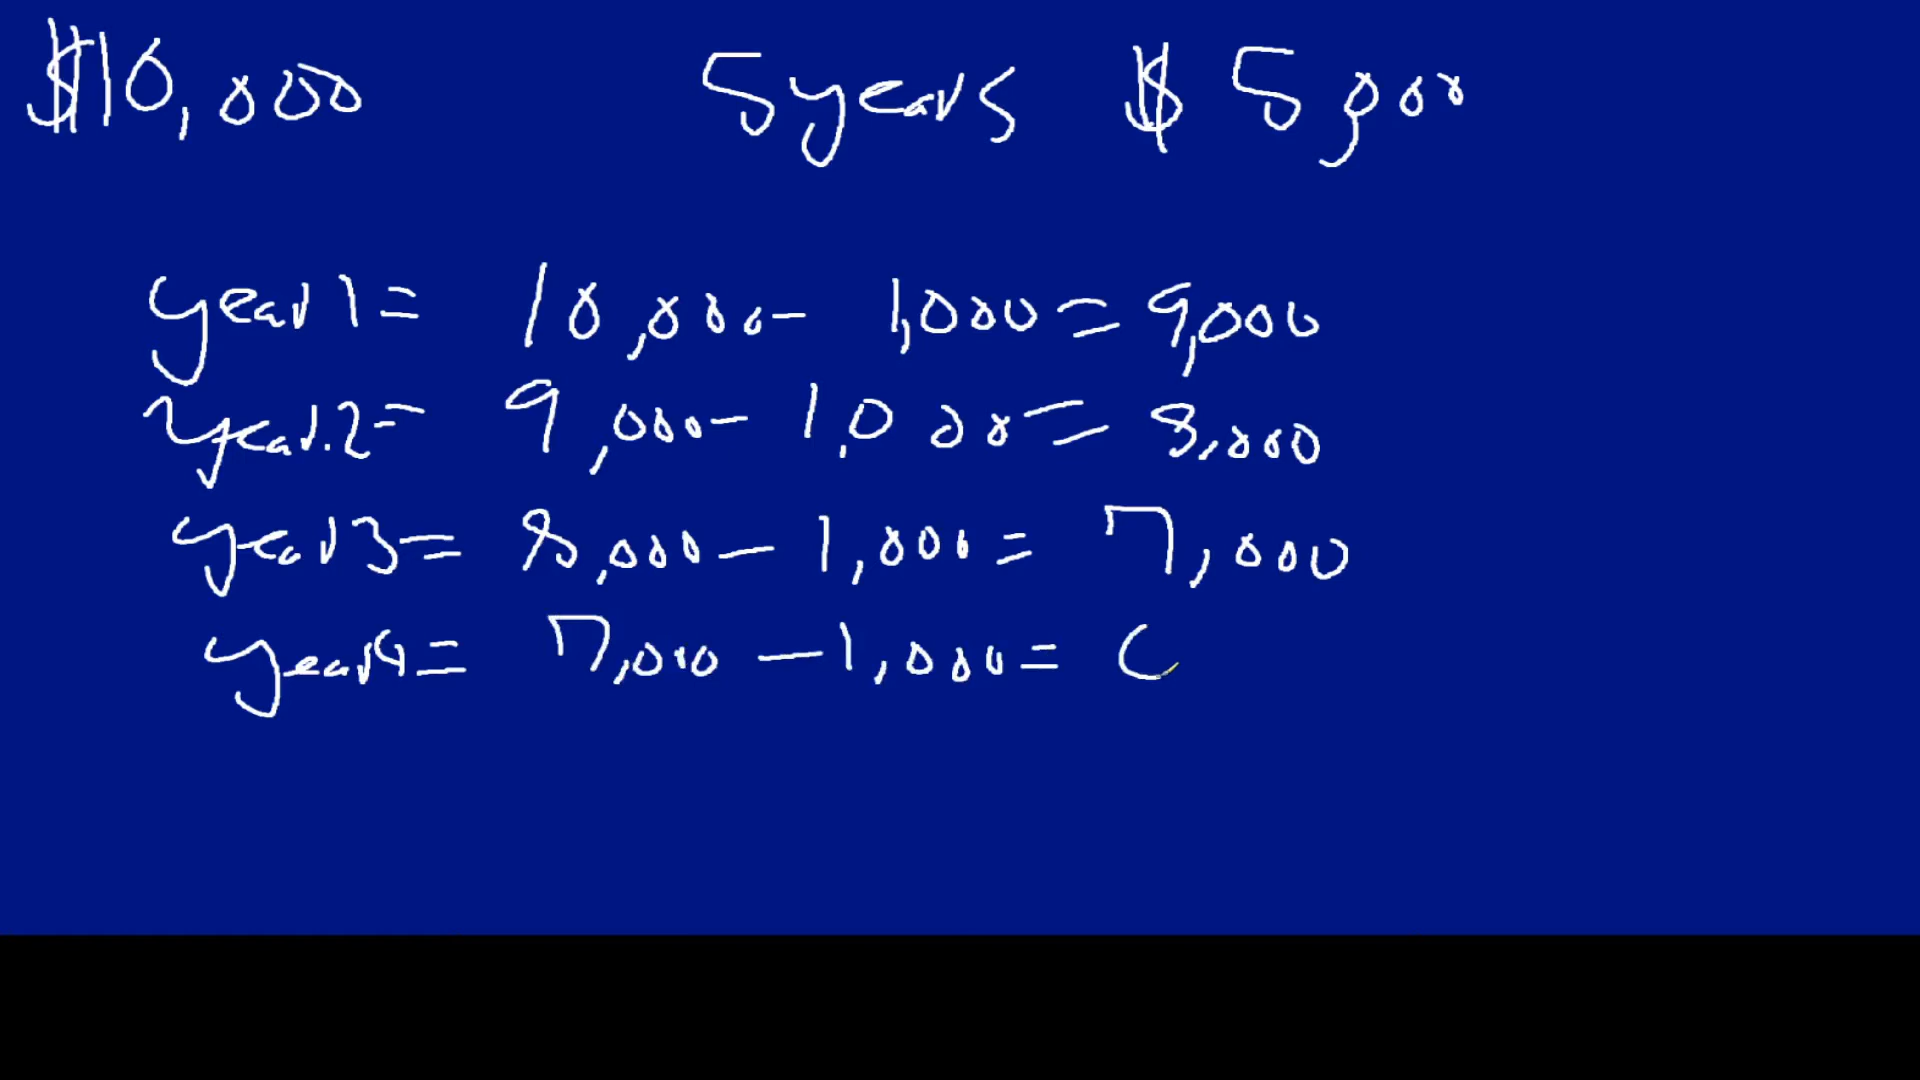 $10,000 5 years $ 5,000
year 1 = 10,000 - 1,000 = 9,000
year.2 = 9,000 - 1,000 = 8,000
year 3 = 8,000 - 1,000 = 7,000
year 4 = 7,000 - 1,000 =